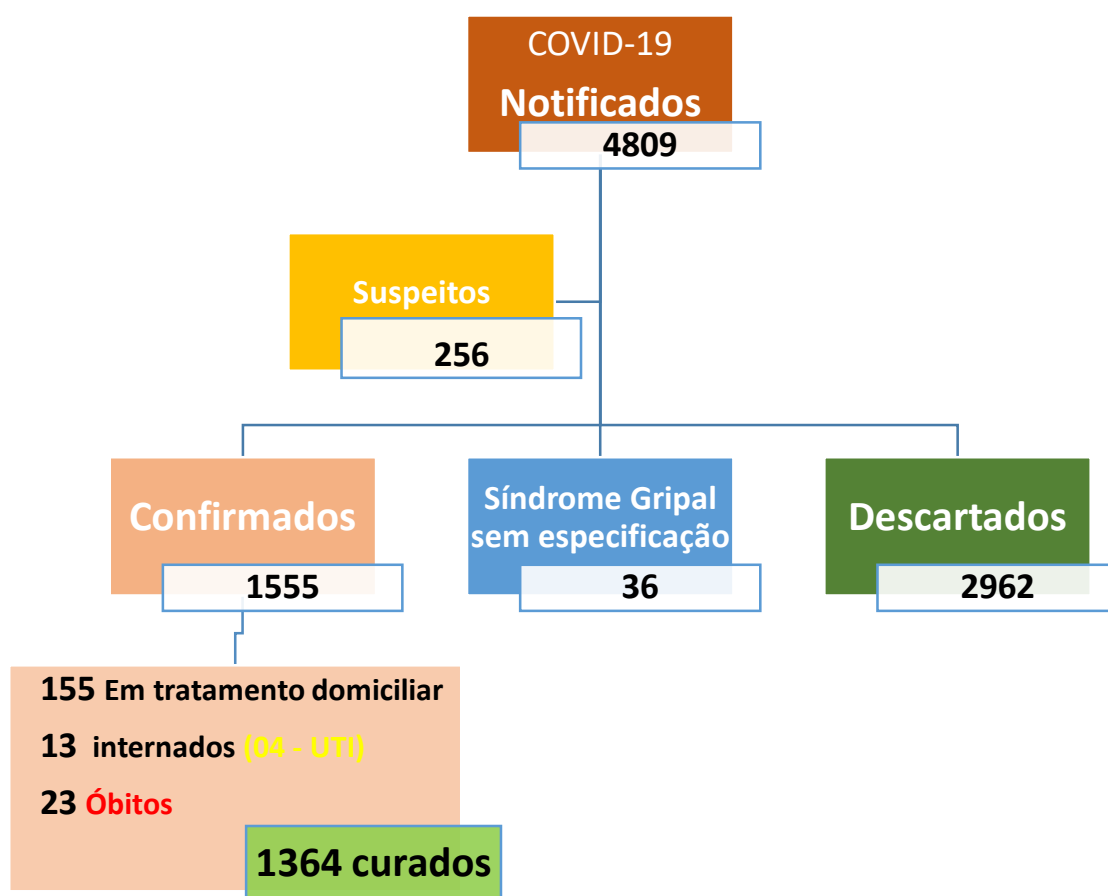 COVID-19
Notificados
4809
Suspeitos
256
Confirmados
1555
Síndrome Gripal
sem especificação
36
Descartados
2962
155 Em tratamento domiciliar
13 internados (04 - UTI)
23 Óbitos
1364 curados